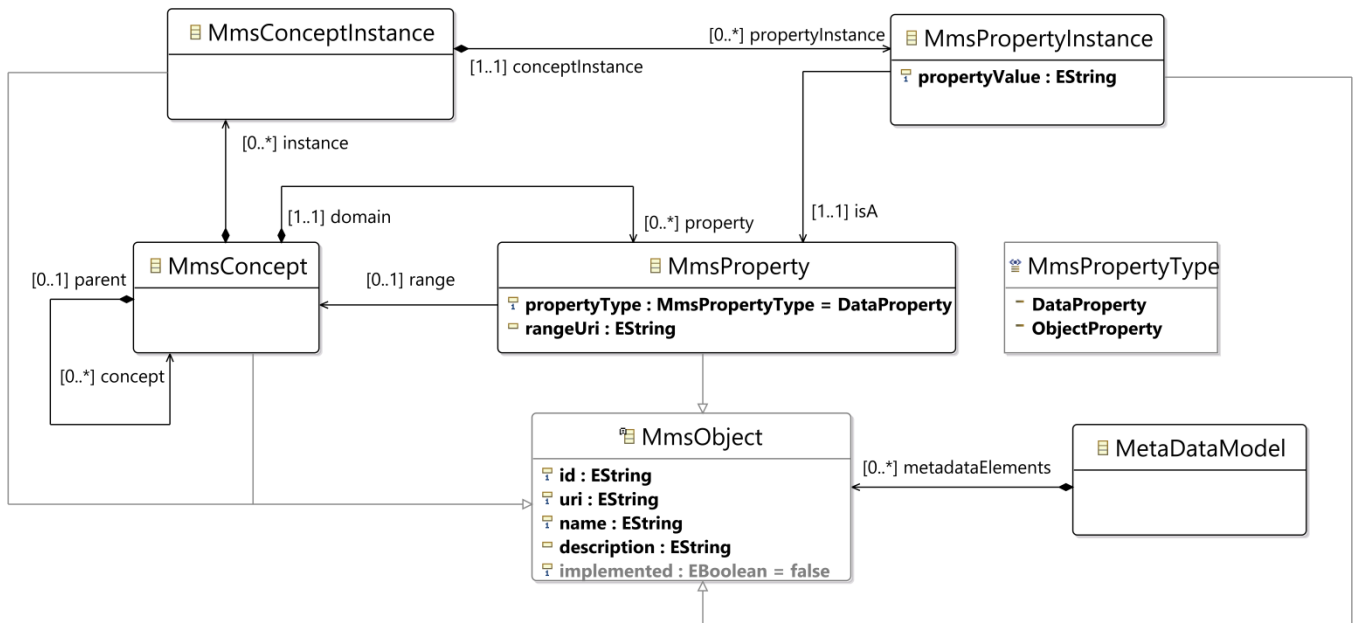 MmsConceptInstance
[0..*] propertyInstance
[1..1] conceptInstance
MmsPropertyInstance
propertyValue : EString
[0..*] instance
[1..1] domain
[0..*] property
[1..1] isA
[0..1] parent
MmsConcept
[0..1] range
MmsProperty
propertyType : MmsPropertyType = DataProperty
rangeUri : EString
MmsPropertyType
DataProperty
ObjectProperty
[0..*] concept
MmsObject
id : EString
uri : EString
name : EString
description : EString
implemented : EBoolean = false
[0..*] metadataElements
MetaDataModel